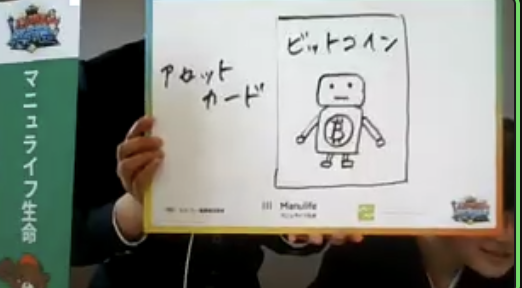 マニュライフ生命
アセット
カード
ビットコイン
B
Manulife
マニュライフ生命